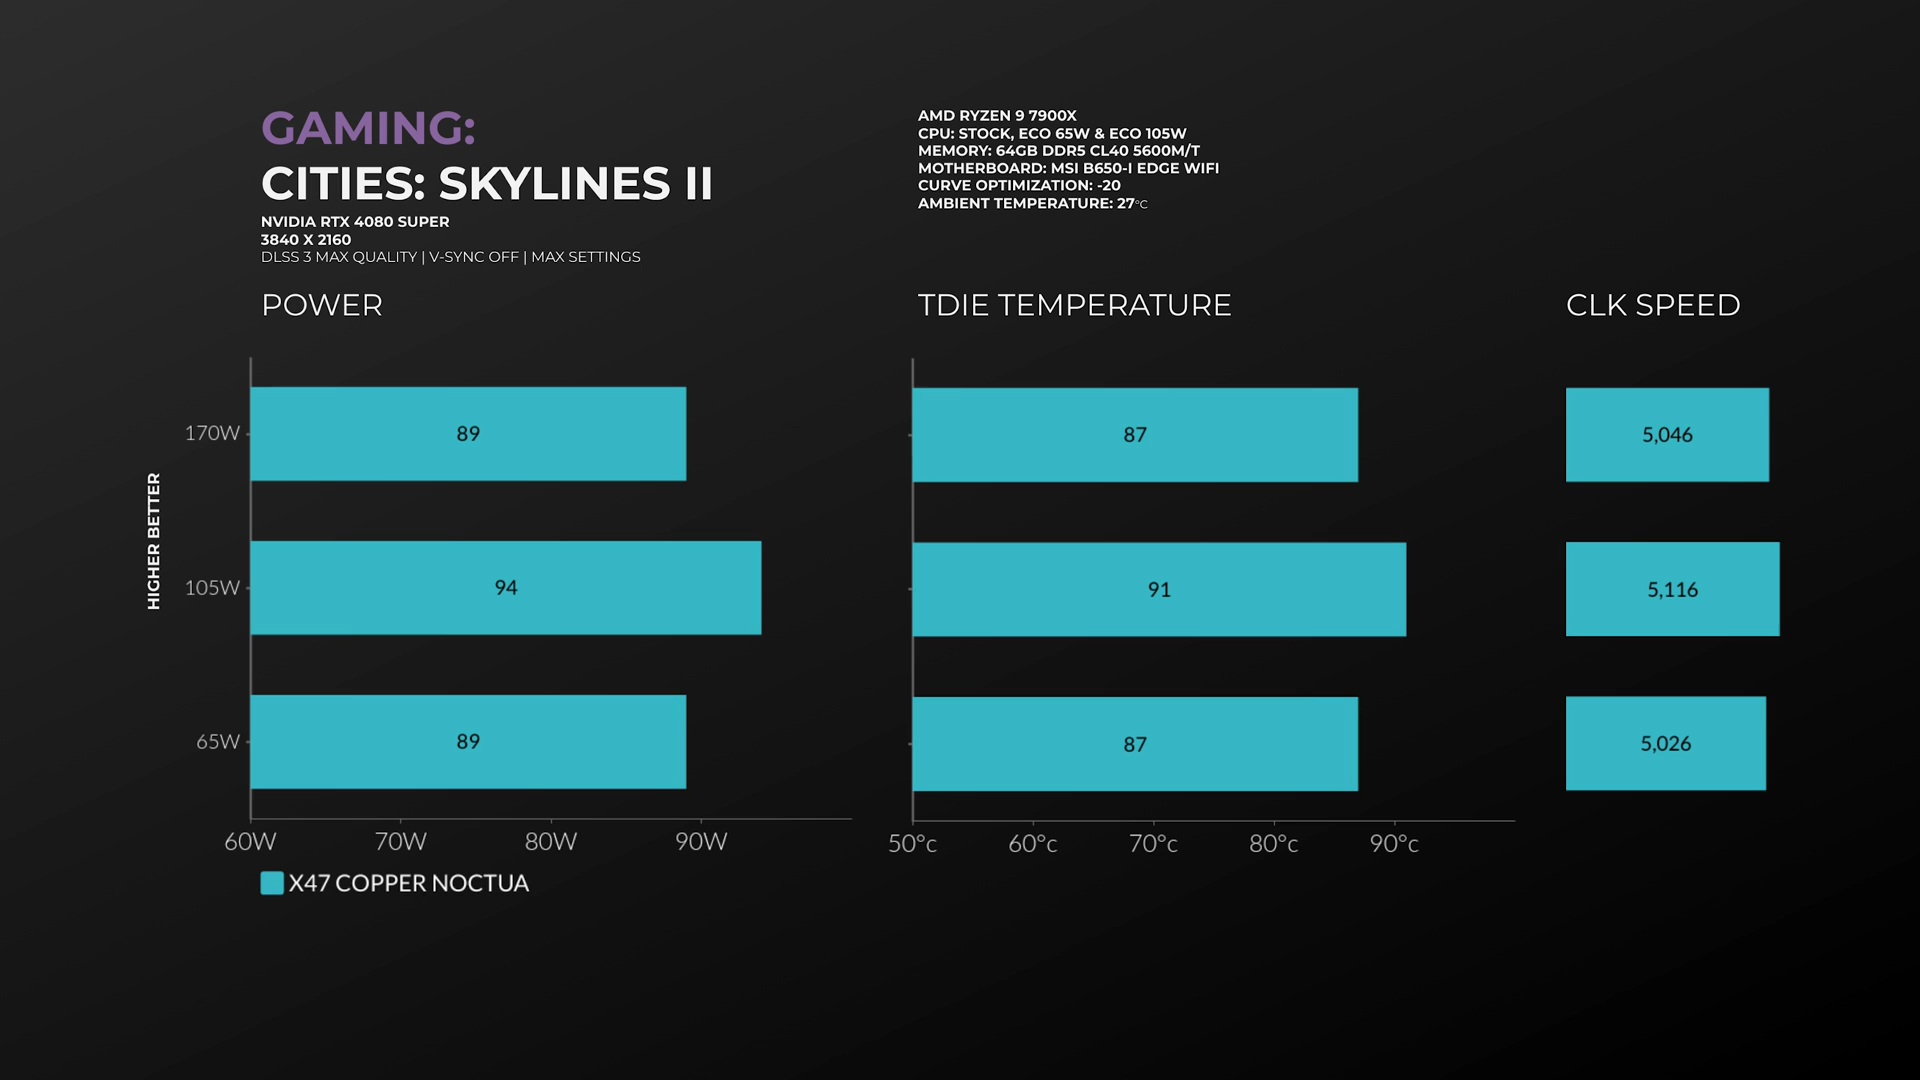 GAMING:
CITIES: SKYLINES II
NVIDIA RTX 4080 SUPER
3840 X 2160
DLSS 3 MAX QUALITY | V-SYNC OFF | MAX SETTINGS
AMD RYZEN 9 7900X
CPU: STOCK, ECO 65W & ECO 105W
MEMORY: 64GB DDR5 CL40 5600M/T
MOTHERBOARD: MSI B650-I EDGE WIFI
CURVE OPTIMIZATION: -20
AMBIENT TEMPERATURE: 27°C
POWER
HIGHER BETTER
170W
89
105W
94
65W
89
60W
70W
80W
90W
X47 COPPER NOCTUA
TDIE TEMPERATURE
87
91
87
50°c
60°c
70°c
80°c
90°c
CLK SPEED
5,046
5,116
5,026